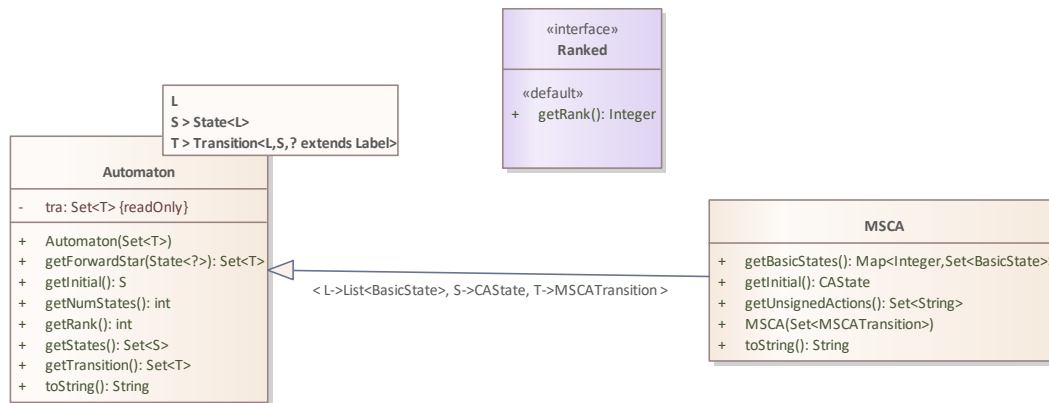 «interface»
Ranked
«default»
+ getRank(): Integer
L
S > State<L>
T > Transition<L,S,? extends Label>
Automaton
- tra: Set<T> {readOnly}
+ Automaton(Set<T>)
+ getForwardStar(State<?>): Set<T>
+ getInitial(): S
+ getNumStates(): int
+ getRank(): int
+ getStates(): Set<S>
+ getTransition(): Set<T>
+ toString(): String
< L->List<BasicState>, S->CAState, T->MSCATransition >
MSCA
+ getBasicStates(): Map<Integer,Set<BasicState>
+ getInitial(): CAState
+ getUnsignedActions(): Set<String>
+ MSCA(Set<MSCATransition>)
+ toString(): String